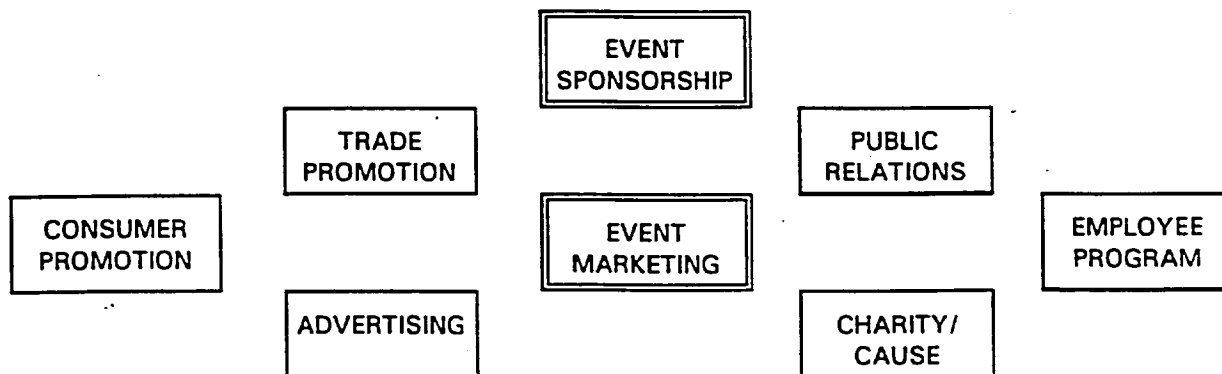 EVENT
SPONSORSHIP
TRADE
PROMOTION
PUBLIC
RELATIONS
CONSUMER
PROMOTION
EVENT
MARKETING
EMPLOYEE
PROGRAM
ADVERTISING
CHARITY/
CAUSE